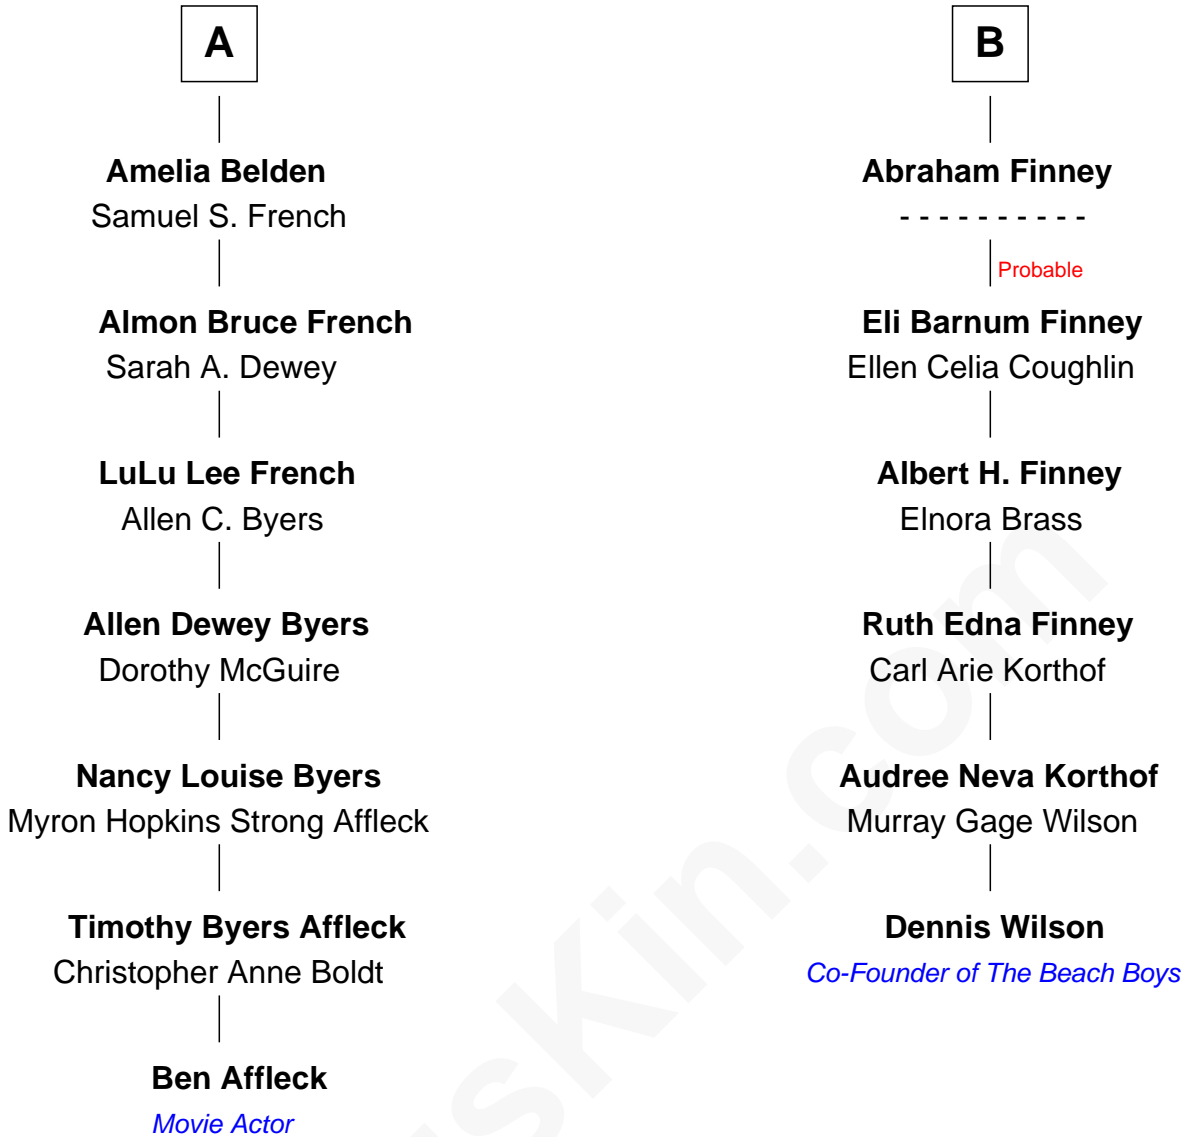 A
Amelia Belden
Samuel S. French
Almon Bruce French
Sarah A. Dewey
LuLu Lee French
Allen C. Byers
Allen Dewey Byers
Dorothy McGuire
Nancy Louise Byers
Myron Hopkins Strong Affleck
Timothy Byers Affleck
Christopher Anne Boldt
Ben Affleck
Movie Actor
B
Abraham Finney
- - - - - - - - - -
Probable
Eli Barnum Finney
Ellen Celia Coughlin
Albert H. Finney
Elnora Brass
Ruth Edna Finney
Carl Arie Korthof
Audree Neva Korthof
Murray Gage Wilson
Dennis Wilson
Co-Founder of The Beach Boys
sKin.com